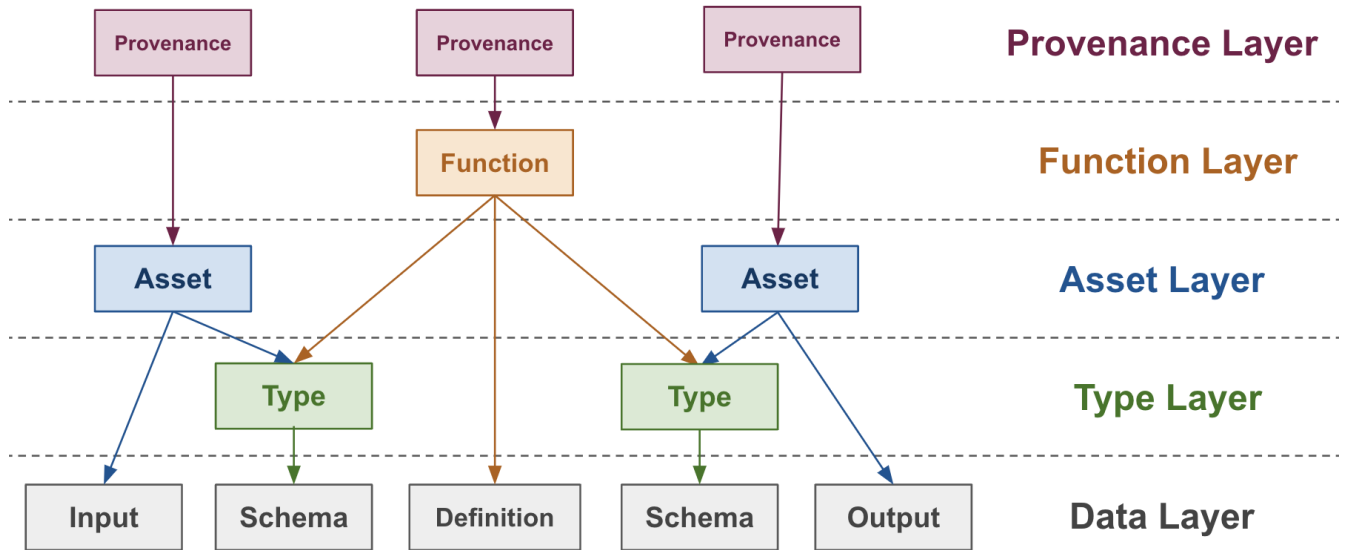 Provenance
Provenance
Provenance
Provenance Layer
Function
Function Layer
Asset
Asset
Asset Layer
Type
Type
Type Layer
Input
Schema
Definition
Schema
Output
Data Layer